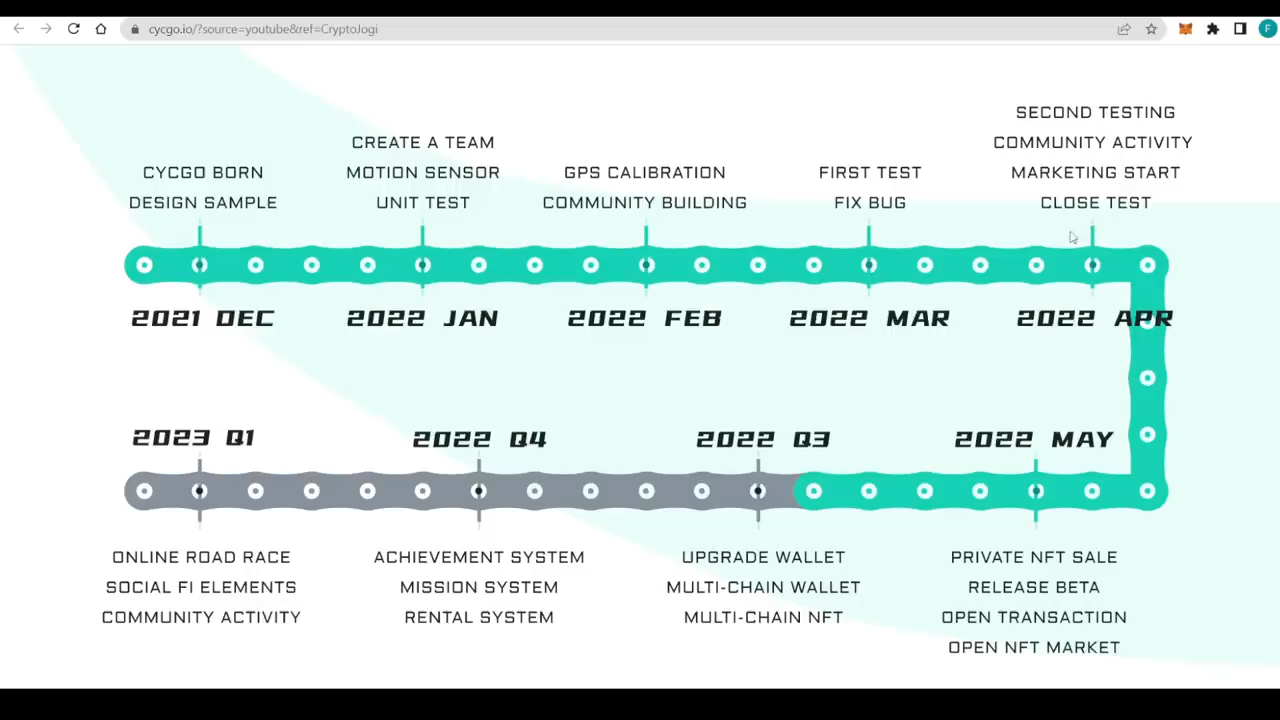 cycgo.io/?source=youtube&ref=CryptoJogi
F
CYCGO BORN
DESIGN SAMPLE
CREATE A TEAM
MOTION SENSOR
UNIT TEST
GPS CALIBRATION
COMMUNITY BUILDING
FIRST TEST
FIX BUG
SECOND TESTING
COMMUNITY ACTIVITY
MARKETING START
CLOSE TEST
2021 DEC
2022 JAN
2022 FEB
2022 MAR
2022 APR
2023 Q1
2022 Q4
2022 Q3
2022 MAY
ONLINE ROAD RACE
SOCIAL FI ELEMENTS
COMMUNITY ACTIVITY
ACHIEVEMENT SYSTEM
MISSION SYSTEM
RENTAL SYSTEM
UPGRADE WALLET
MULTI-CHAIN WALLET
MULTI-CHAIN NFT
PRIVATE NFT SALE
RELEASE BETA
OPEN TRANSACTION
OPEN NFT MARKET